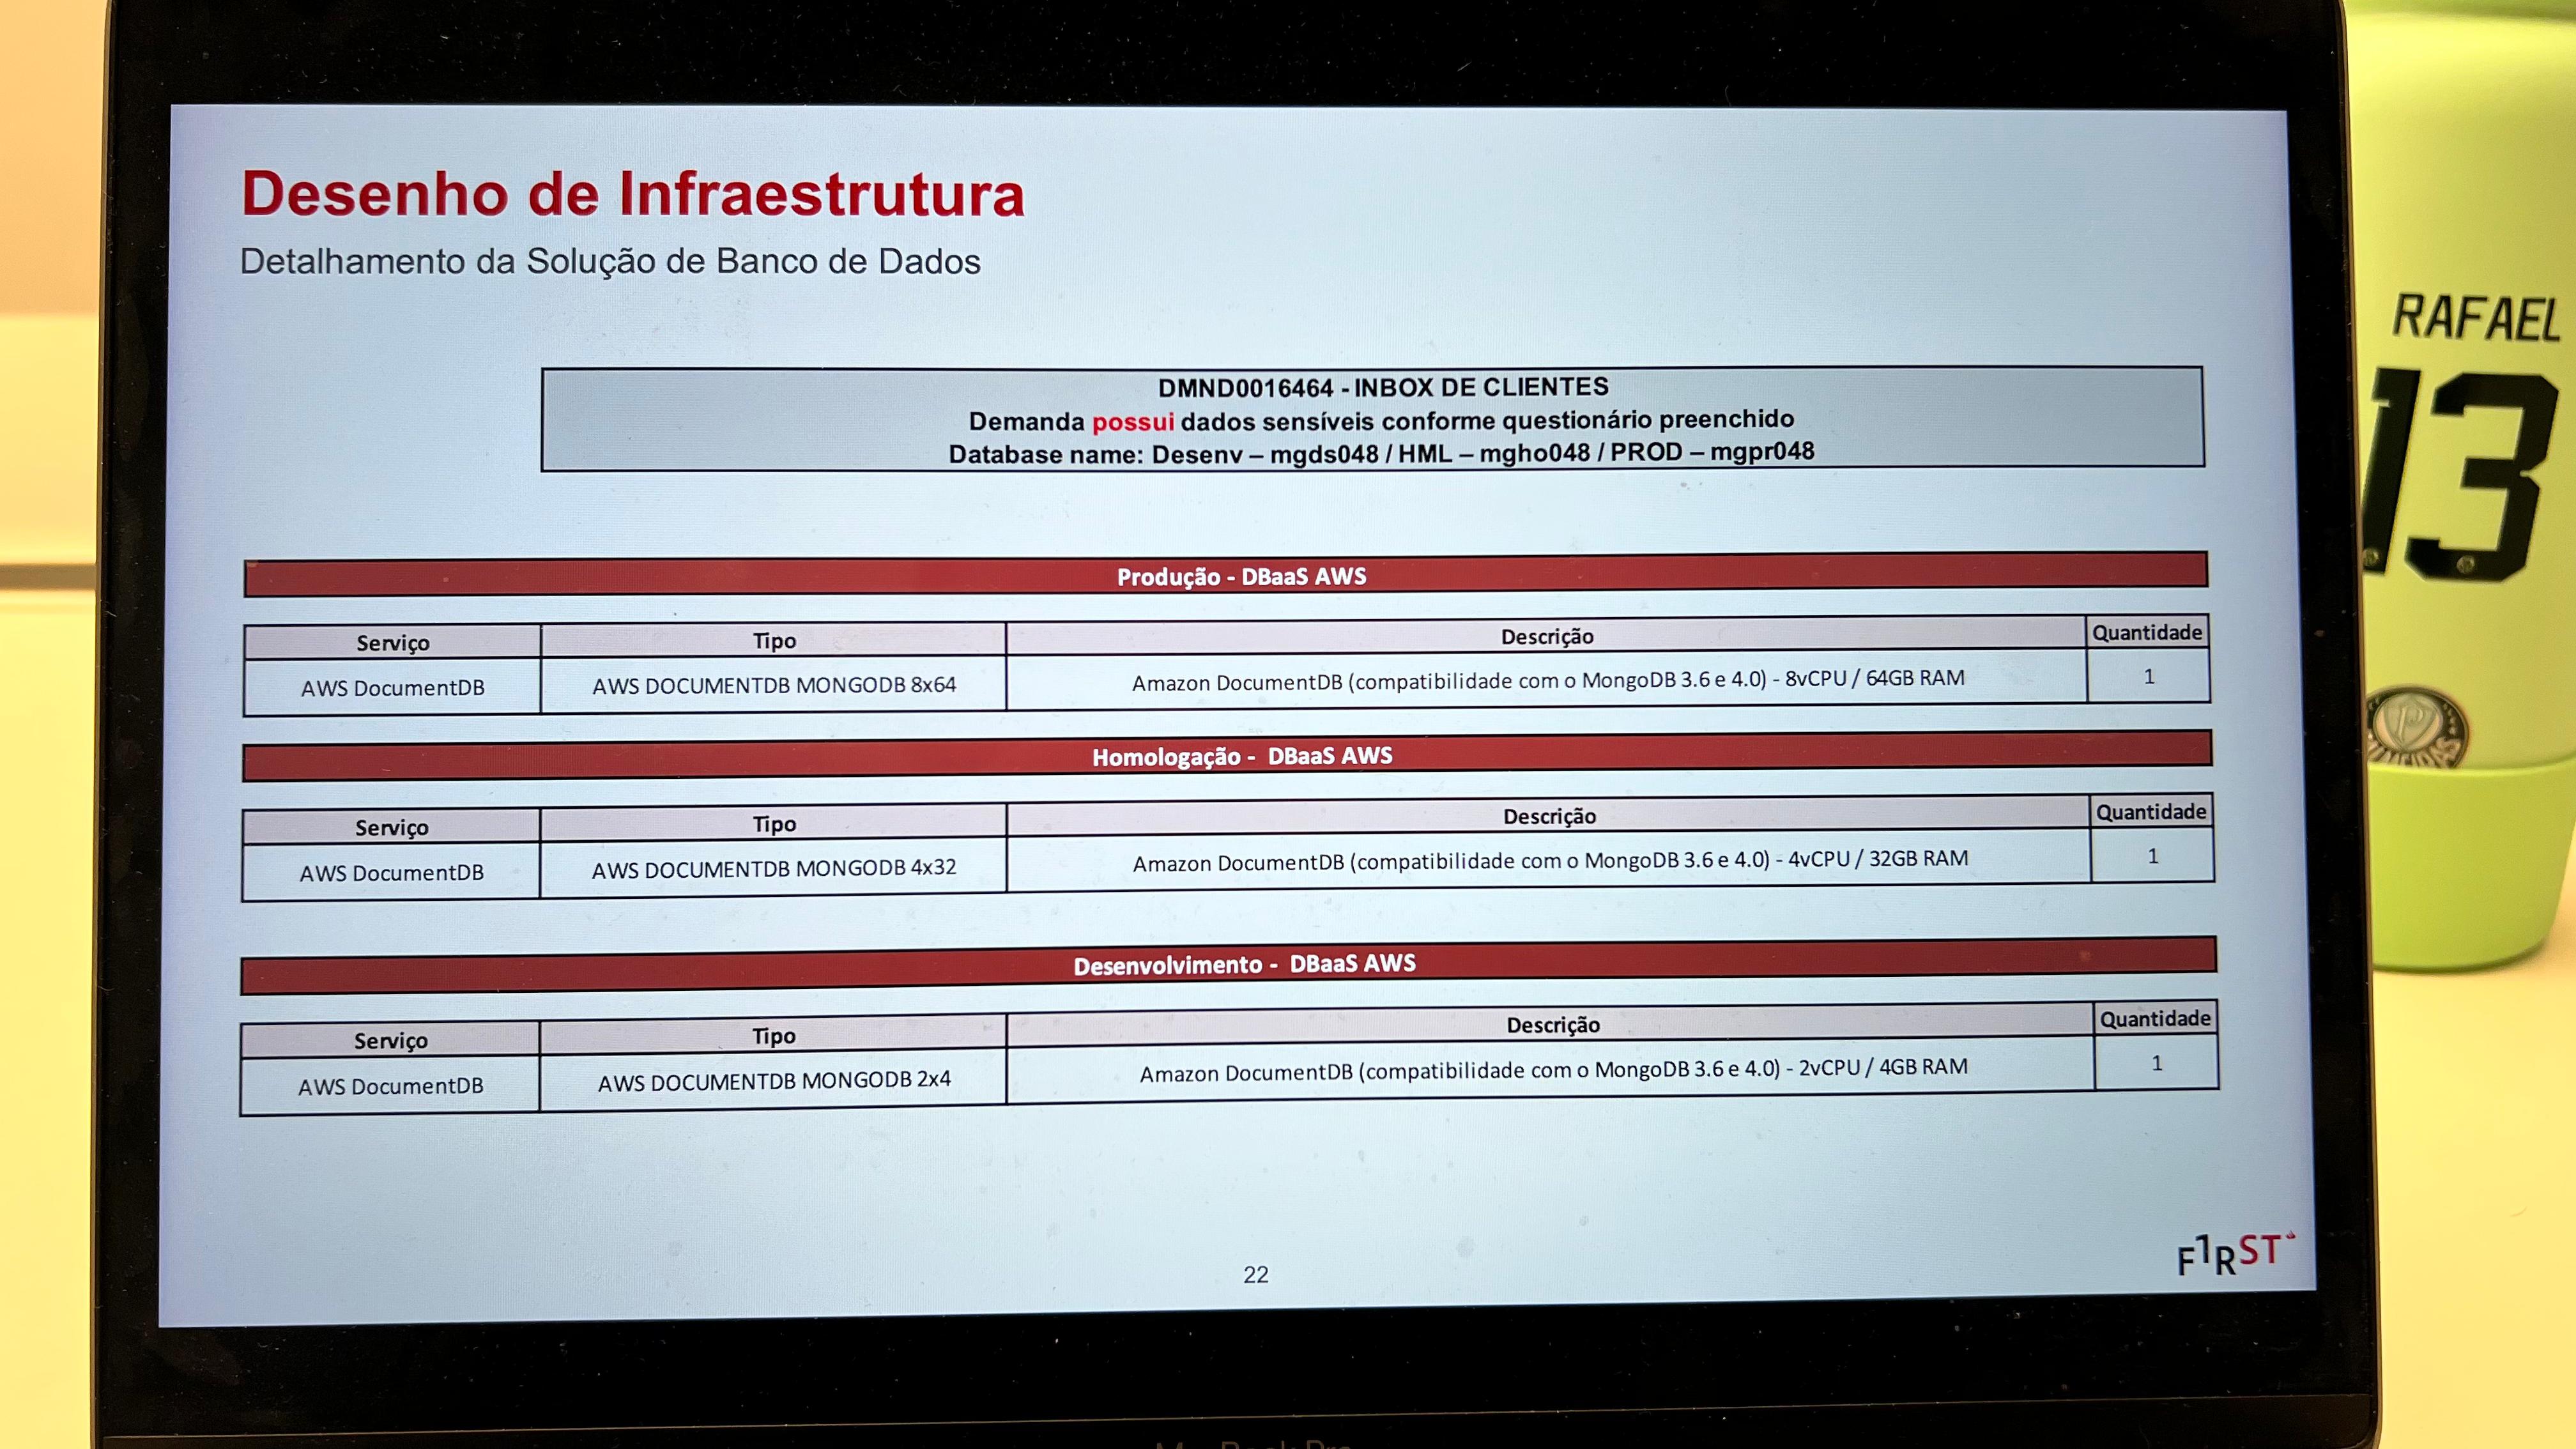 Desenho de Infraestrutura
Detalhamento da Solução de Banco de Dados
DMND0016464 - INBOX DE CLIENTES
Demanda possui dados sensíveis conforme questionário preenchido
Database name: Desenv – mgds048 / HML – mgho048 / PROD – mgpr048
Produção - DBaaS AWS
Serviço Tipo Descrição Quantidade
AWS DocumentDB AWS DOCUMENTDB MONGODB 8x64 Amazon DocumentDB (compatibilidade com o MongoDB 3.6 e 4.0) - 8vCPU / 64GB RAM 1
Homologação - DBaaS AWS
Serviço Tipo Descrição Quantidade
AWS DocumentDB AWS DOCUMENTDB MONGODB 4x32 Amazon DocumentDB (compatibilidade com o MongoDB 3.6 e 4.0) - 4vCPU / 32GB RAM 1
Desenvolvimento - DBaaS AWS
Serviço Tipo Descrição Quantidade
AWS DocumentDB AWS DOCUMENTDB MONGODB 2x4 Amazon DocumentDB (compatibilidade com o MongoDB 3.6 e 4.0) - 2vCPU / 4GB RAM 1
22
F1RST
RAFAEL
13
P